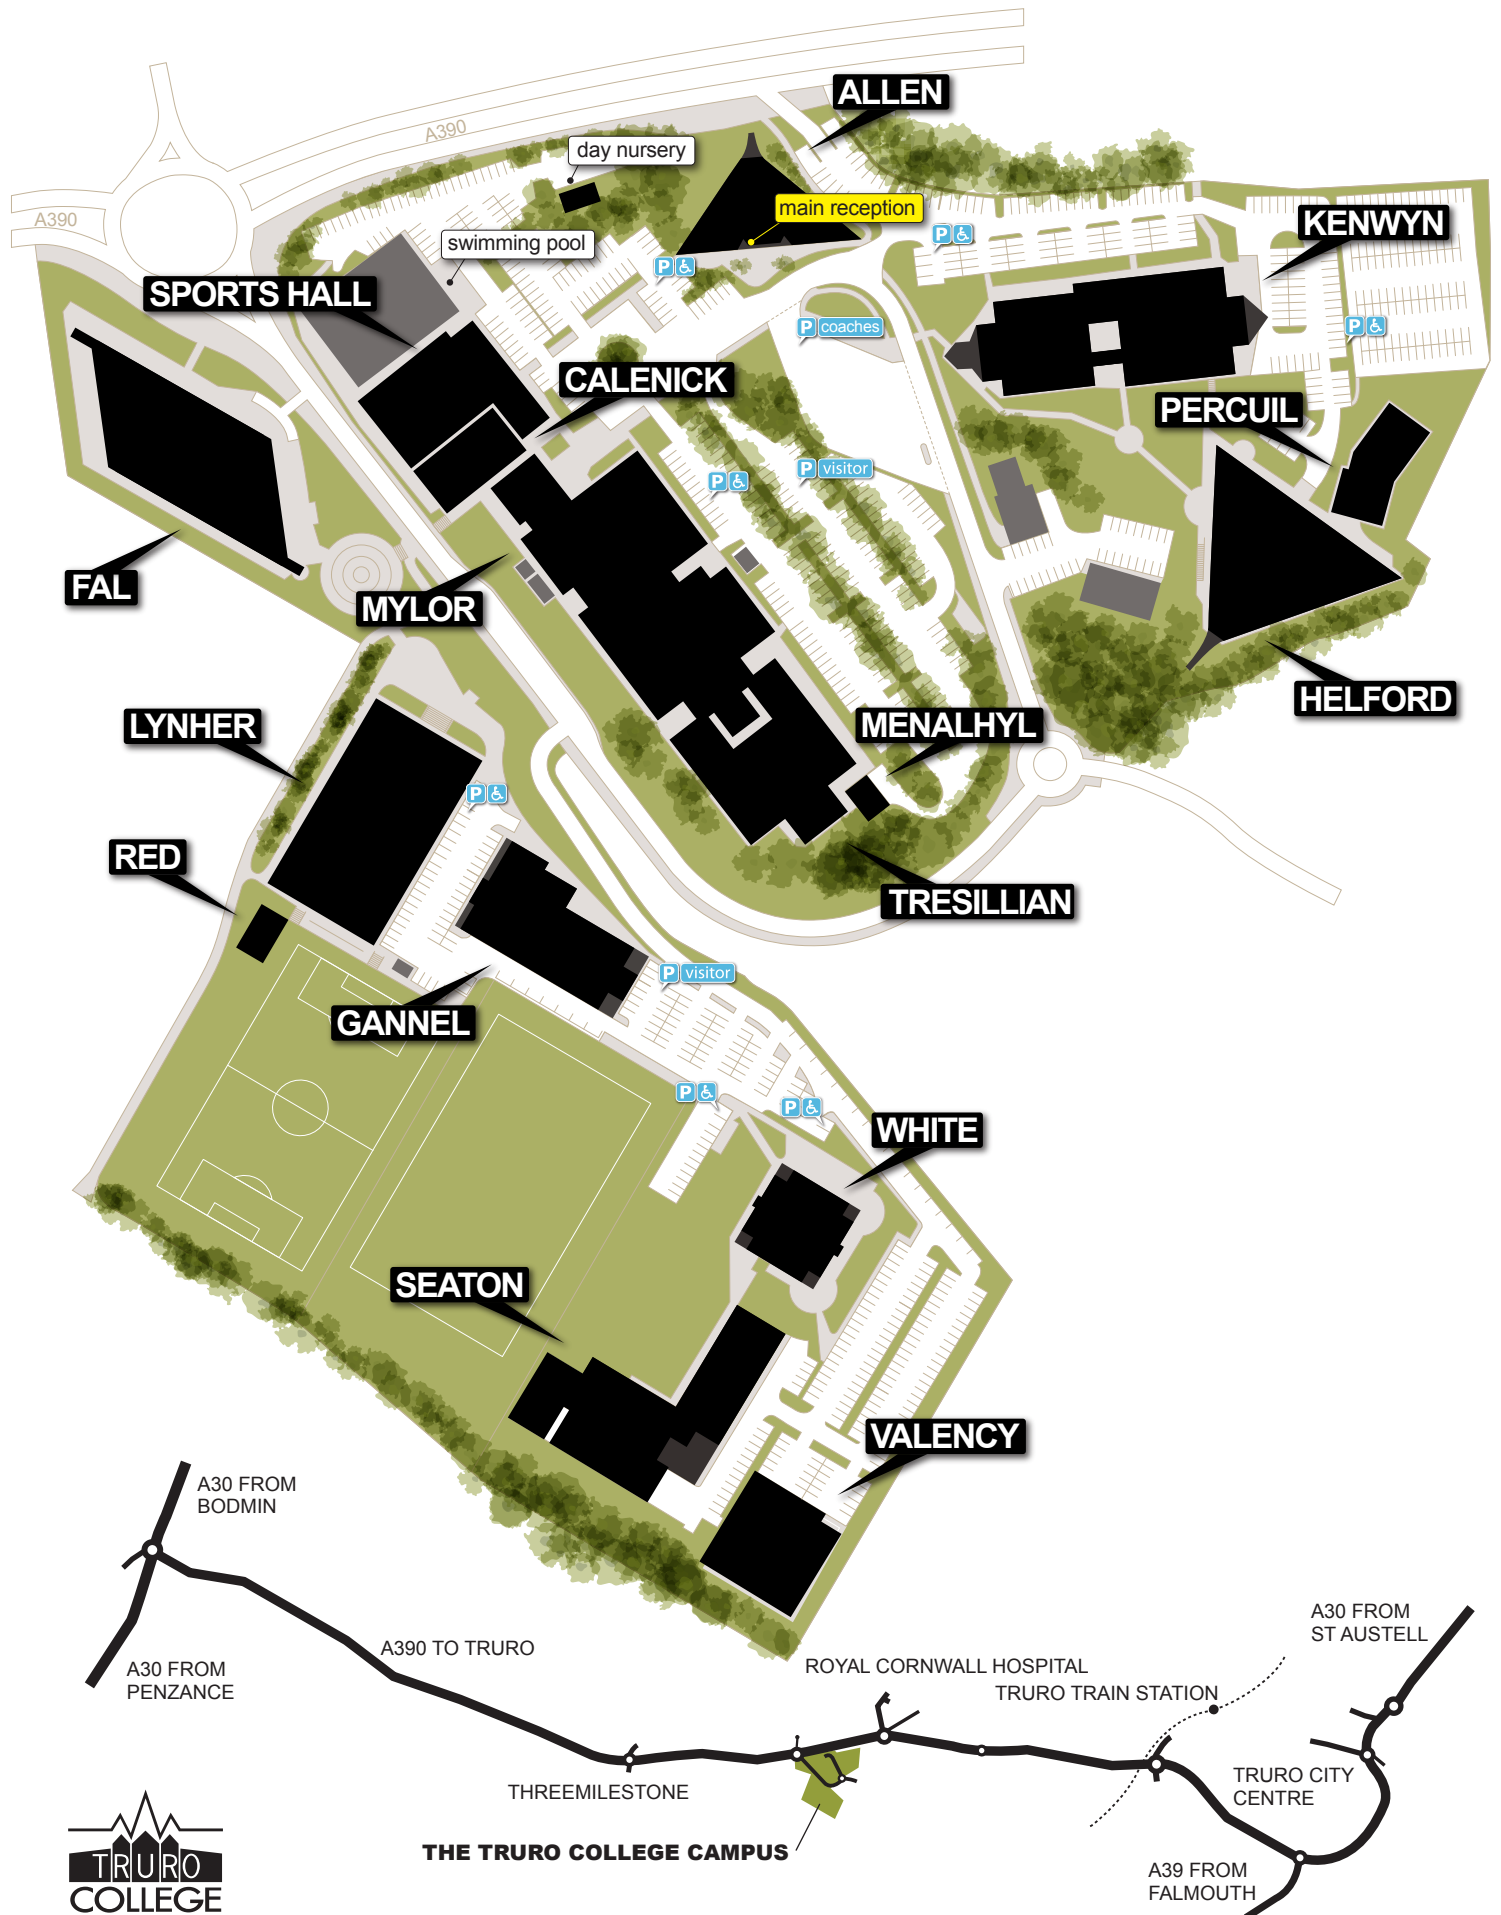 ALLEN
A390
day nursery
main reception
A390
KENWYN
P
swimming pool
P
SPORTS HALL
P coaches
P
CALENICK
PERCUIL
P visitor
P
FAL
MYLOR
HELFORD
LYNHER
MENALHYL
P
RED
TRESILLIAN
P visitor
GANNEL
P
P
WHITE
SEATON
VALENCY
A30 FROM
BODMIN
A30 FROM
ST AUSTELL
A390 TO TRURO
A30 FROM
PENZANCE
ROYAL CORNWALL HOSPITAL
TRURO TRAIN STATION
THREEMILESTONE
TRURO CITY
CENTRE
THE TRURO COLLEGE CAMPUS
A39 FROM
FALMOUTH
TRURO
COLLEGE